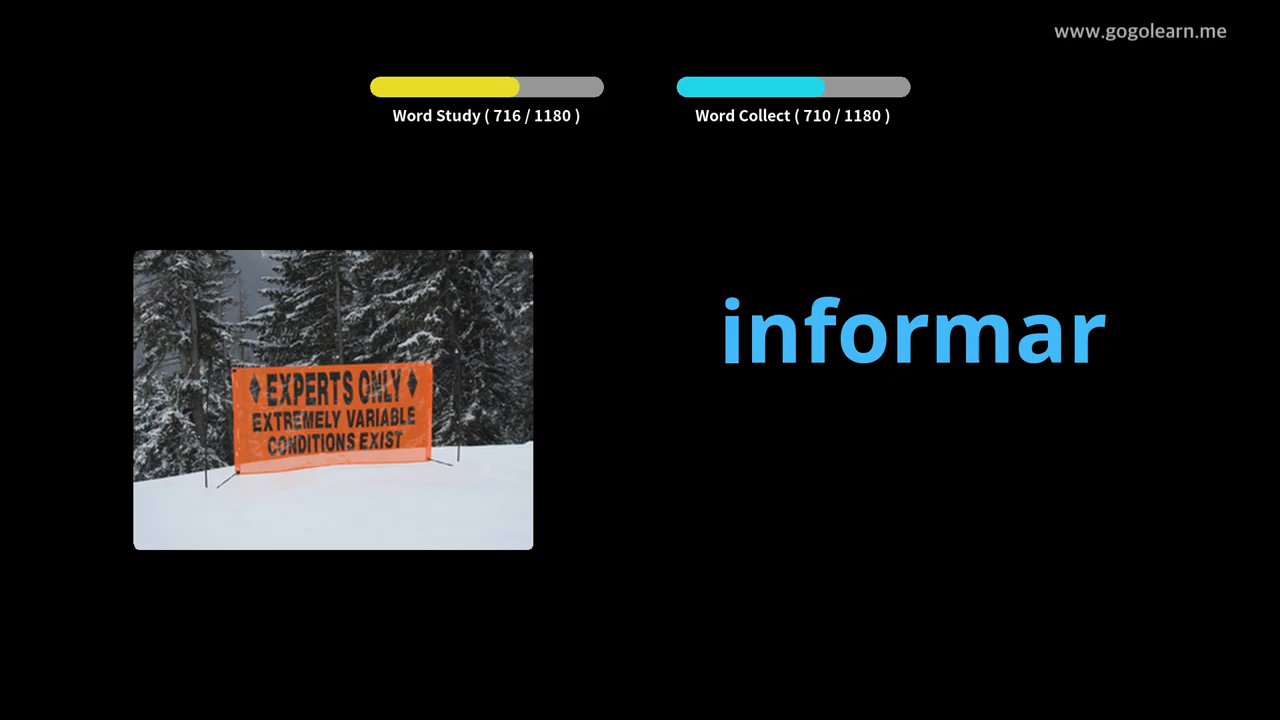 www.gogolearn.me
Word Study ( 716 / 1180 )
Word Collect ( 710 / 1180 )
EXPERTS ONLY
EXTREMELY VARIABLE
CONDITIONS EXIST
informar